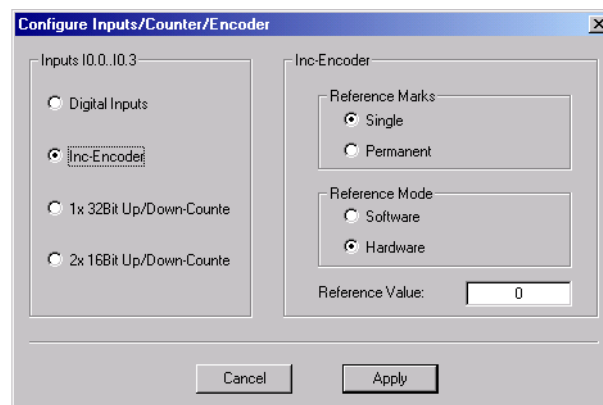 Configure Inputs/Counter/Encoder
Inputs I0.0..I0.3
Digital Inputs
Inc-Encoder
1x 32Bit Up/Down-Counte
2x 16Bit Up/Down-Counte
Inc-Encoder
Reference Marks
Single
Permanent
Reference Mode
Software
Hardware
Reference Value: 0
Cancel Apply